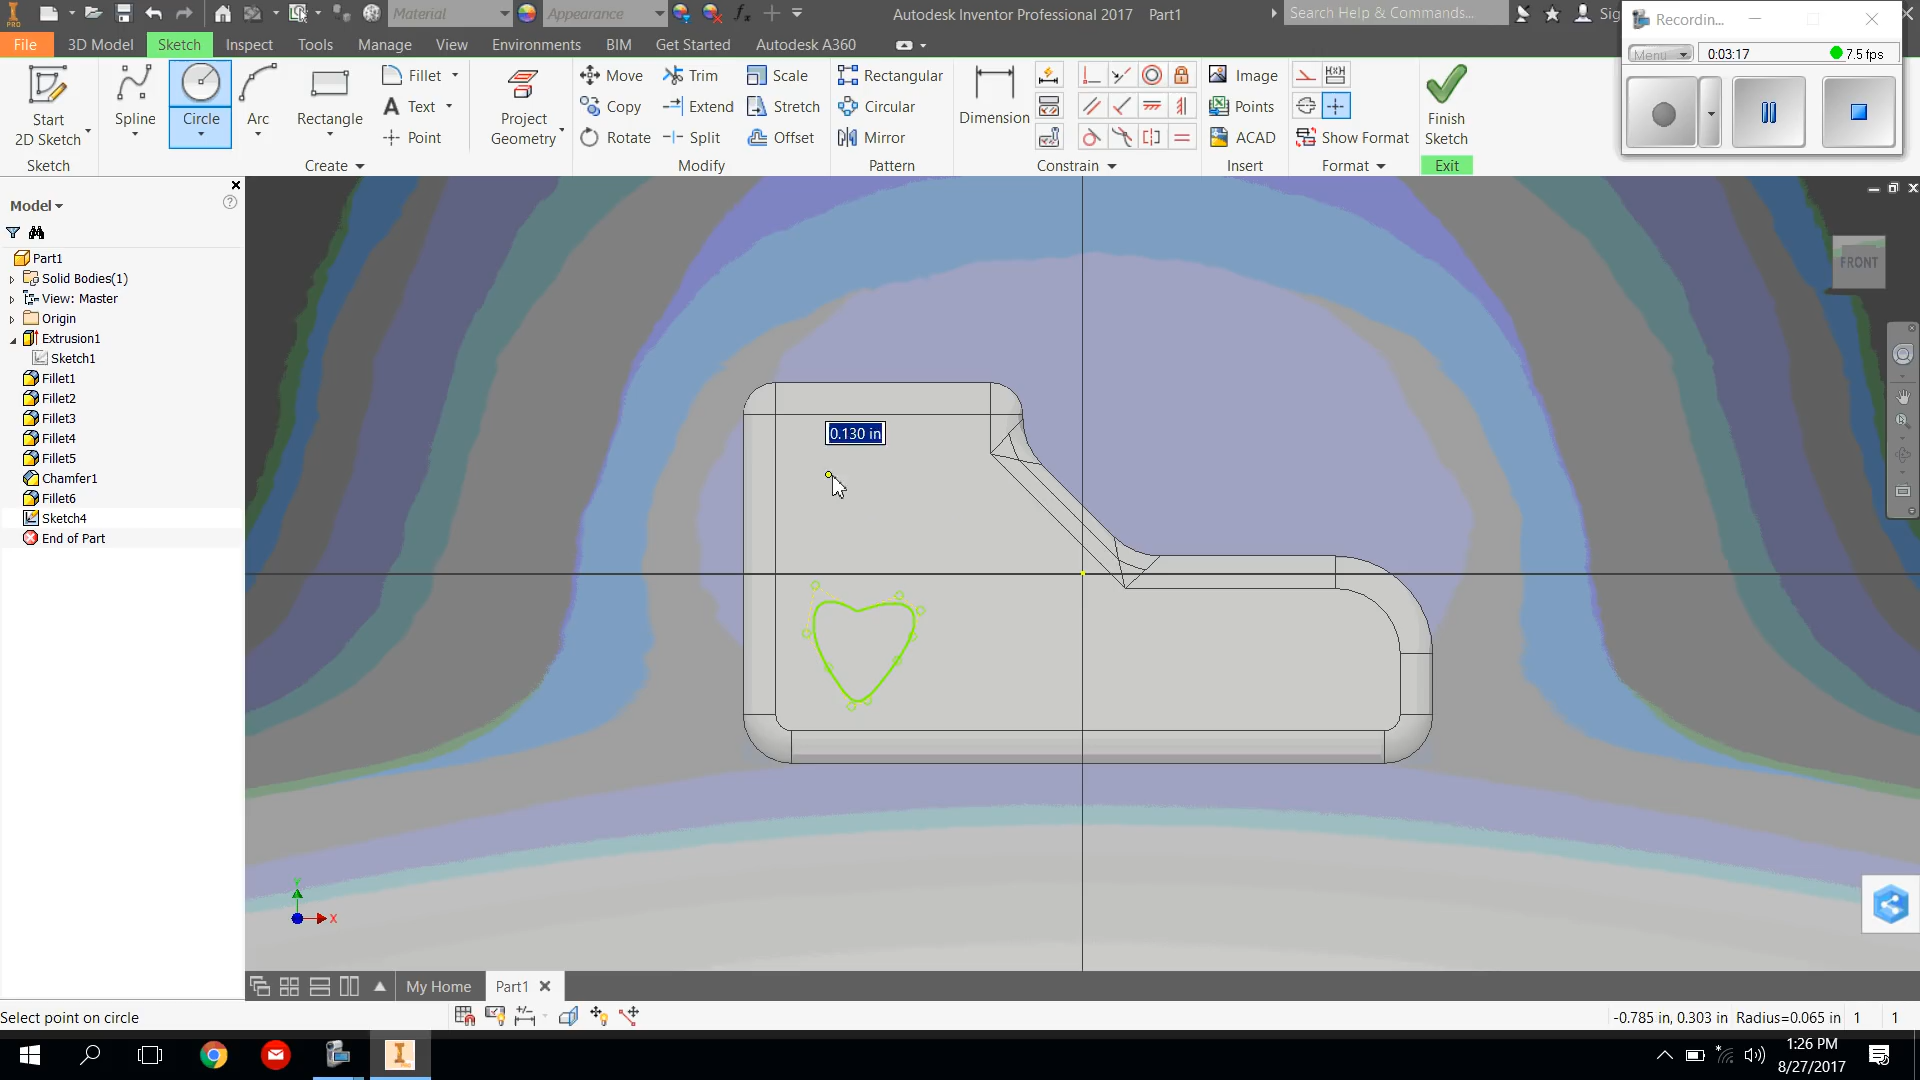 PRO
Material
Appearance
Autodesk Inventor Professional 2017 Part1
Search Help & Commands...
Sig
File
3D Model
Sketch
Inspect
Tools
Manage
View
Environments
BIM
Get Started
Autodesk A360
Start
2D Sketch
Sketch
Spline
Circle
Arc
Rectangle
Fillet
Text
Point
Create
Project
Geometry
Move
Copy
Rotate
Trim
Extend
Split
Scale
Stretch
Offset
Modify
Rectangular
Circular
Mirror
Pattern
Dimension
Constrain
Image
Points
ACAD
Insert
Show Format
Format
Finish
Sketch
Exit
Recordin...
Menu
0:03:17
7.5 fps
Model
Part1
Solid Bodies(1)
View: Master
Origin
Extrusion1
Sketch1
Fillet1
Fillet2
Fillet3
Fillet4
Fillet5
Chamfer1
Fillet6
Sketch4
End of Part
0.130 in
FRONT
Y
X
My Home
Part1
Select point on circle
-0.785 in, 0.303 in Radius=0.065 in 1 1
1:26 PM
8/27/2017